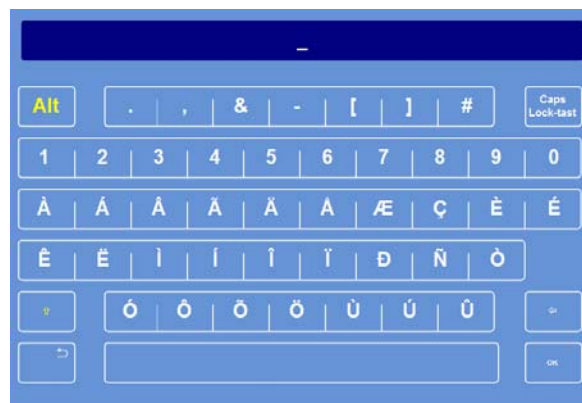 _
Alt . , & - [ ] # Caps Lock-tast
1 2 3 4 5 6 7 8 9 0
À Á Â Ã Ä Å Æ Ç È É
Ê Ë Ì Í Î Ï Ð Ñ Ò
⇧ Ó Ô Õ Ö Ù Ú Û ⇦
⮌ OK